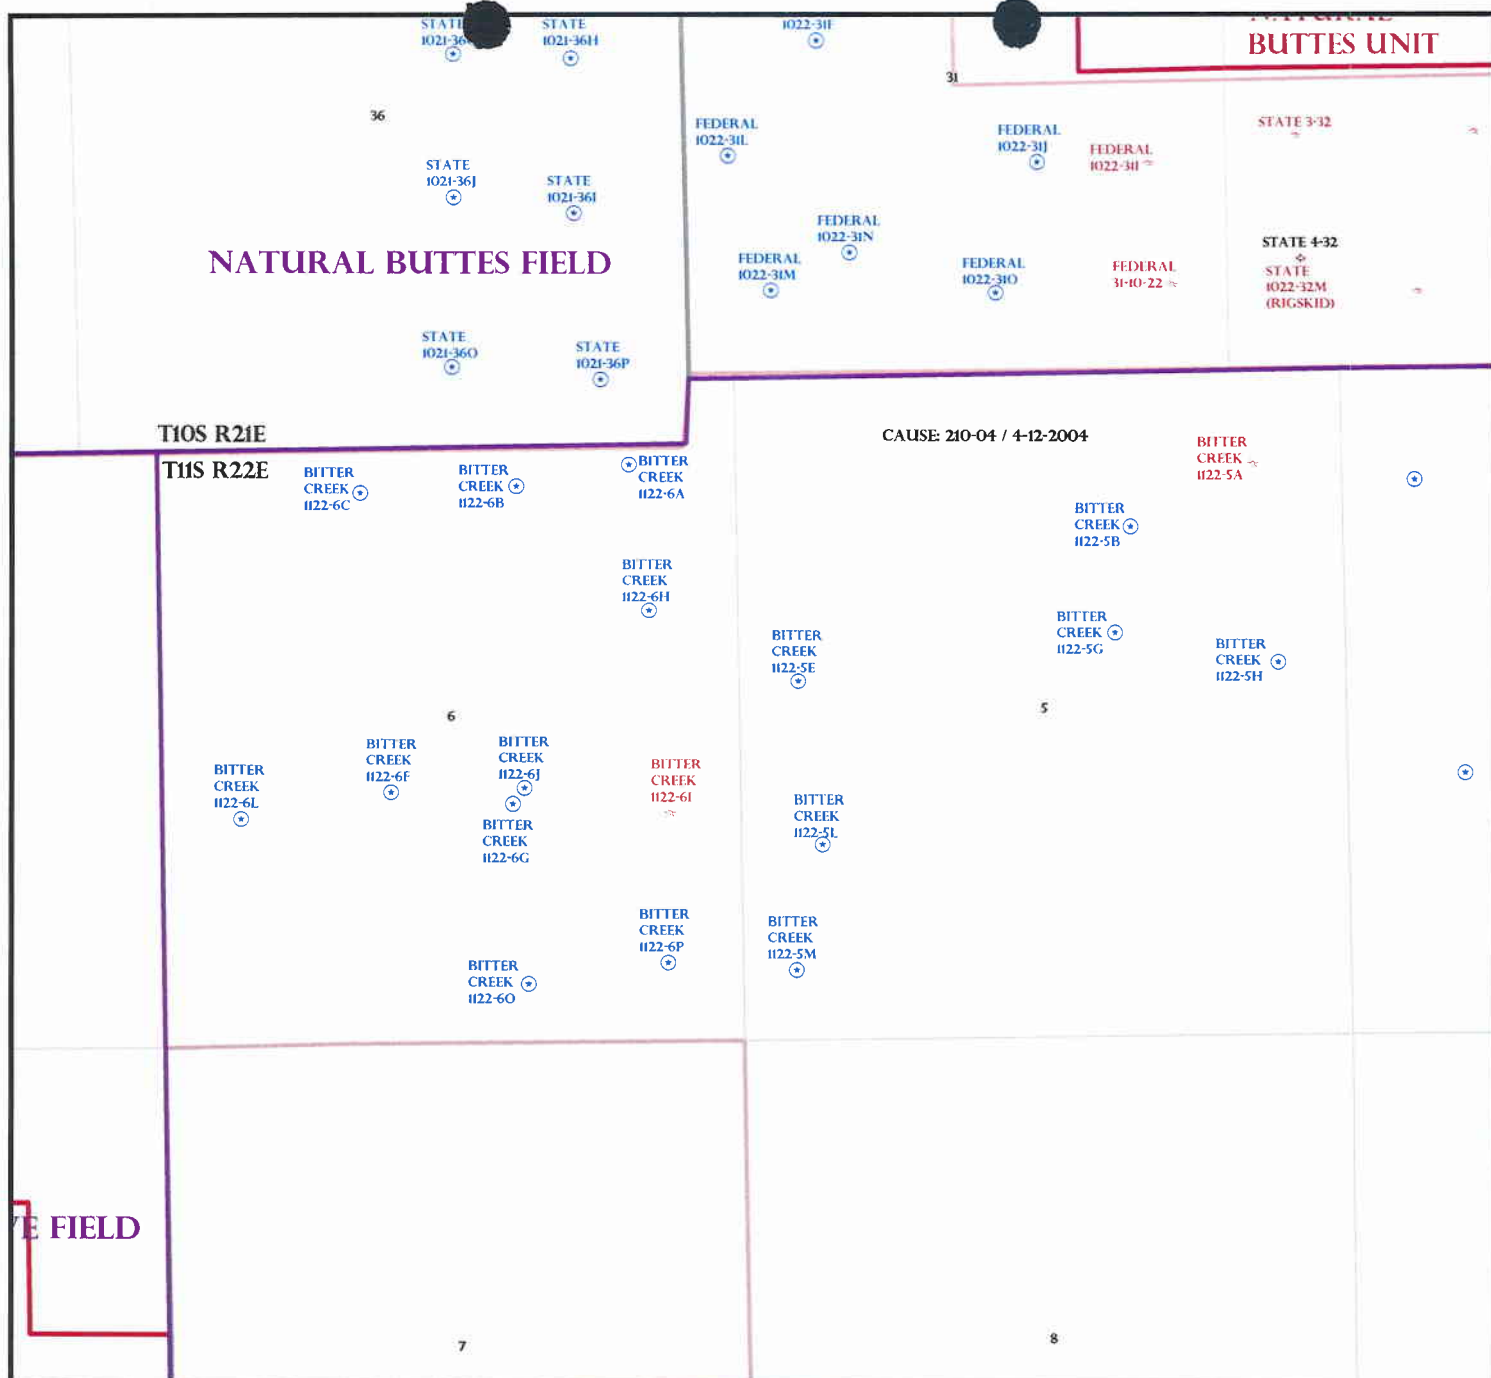 STATE
STATE
1021-36H
1022-31F
BUTTES UNIT
31
36
FEDERAL
1022-31L
FEDERAL
1022-31J
FEDERAL
1022-31I
STATE 3-32
STATE
1021-36J
STATE
1021-36I
FEDERAL
1022-31N
NATURAL BUTTES FIELD
FEDERAL
1022-31M
FEDERAL
1022-31O
FEDERAL
31-10-22
STATE 4-32
STATE
1022-32M
(RIGSKID)
STATE
1021-36O
STATE
1021-36P
T10S R21E
T11S R22E
CAUSE: 210-04 / 4-12-2004
BITTER
CREEK
1122-6C
BITTER
CREEK
1122-6B
BITTER
CREEK
1122-6A
BITTER
CREEK
1122-5A
BITTER
CREEK
1122-5B
BITTER
CREEK
1122-6H
BITTER
CREEK
1122-5E
BITTER
CREEK
1122-5G
BITTER
CREEK
1122-5H
6
5
BITTER
CREEK
1122-6L
BITTER
CREEK
1122-6F
BITTER
CREEK
1122-6J
BITTER
CREEK
1122-6G
BITTER
CREEK
1122-6I
BITTER
CREEK
1122-5L
BITTER
CREEK
1122-6P
BITTER
CREEK
1122-5M
BITTER
CREEK
1122-6O
FIELD
7
8